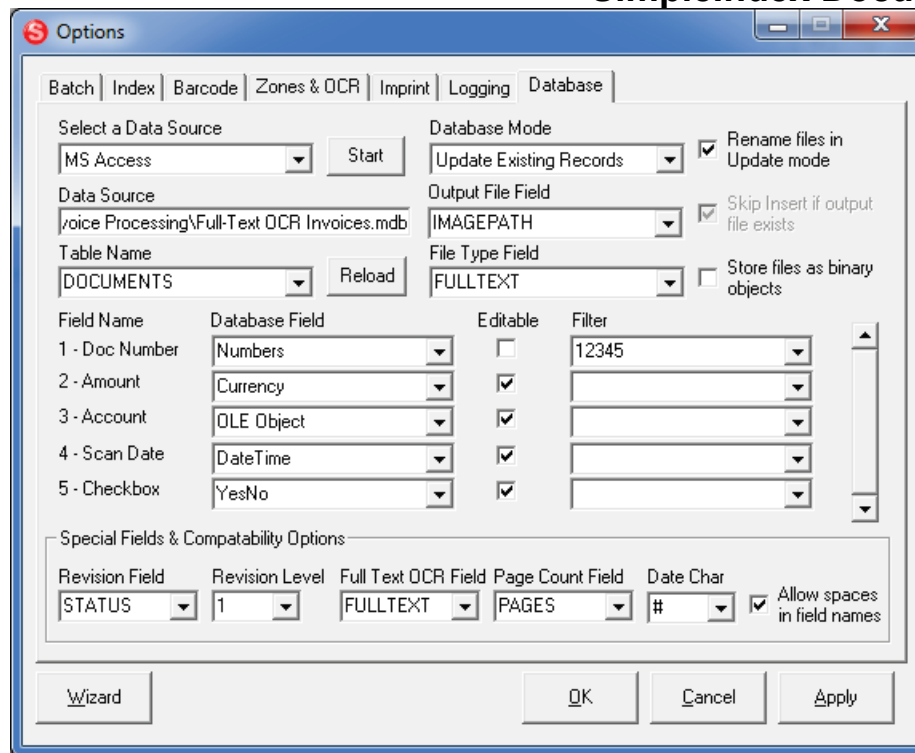 Options
Batch Index Barcode Zones & OCR Imprint Logging Database
Select a Data Source
MS Access
Start
Database Mode
Update Existing Records
Rename files in
Update mode
Data Source
voice Processing\Full-Text OCR Invoices.mdb
Output File Field
IMAGEPATH
Skip Insert if output
file exists
Table Name
DOCUMENTS
Reload
File Type Field
FULLTEXT
Store files as binary
objects
Field Name Database Field Editable Filter
1 - Doc Number Numbers 12345
2 - Amount Currency
3 - Account OLE Object
4 - Scan Date DateTime
5 - Checkbox YesNo
Special Fields & Compatability Options
Revision Field Revision Level Full Text OCR Field Page Count Field Date Char
STATUS 1 FULLTEXT PAGES #
Allow spaces
in field names
Wizard OK Cancel Apply